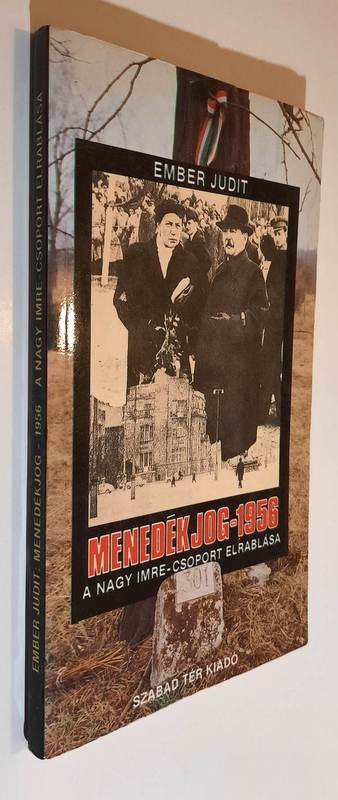 EMBER JUDIT: MENEDÉKJOG - 1956 A NAGY IMRE-CSOPORT ELRABLÁSA
EMBER JUDIT
MENEDÉKJOG-1956
A NAGY IMRE-CSOPORT ELRABLÁSA
301
SZABAD TÉR KIADÓ